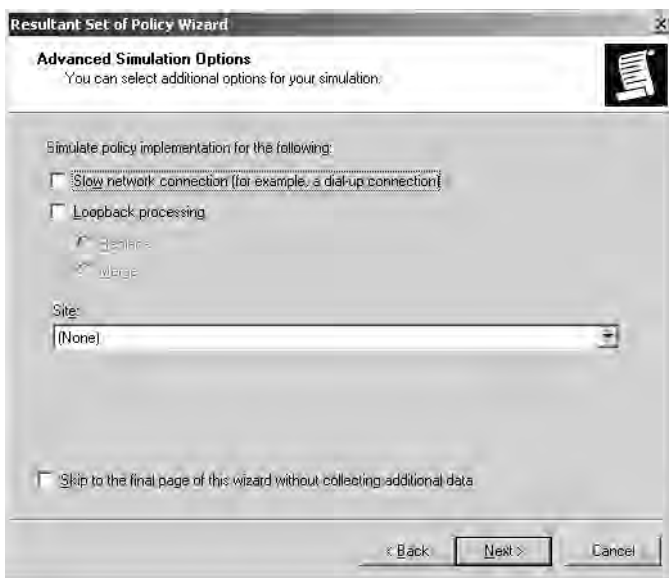 Resultant Set of Policy Wizard
Advanced Simulation Options
You can select additional options for your simulation.
Simulate policy implementation for the following:
Slow network connection (for example, a dial-up connection)
Loopback processing
Replace
Merge
Site:
(None)
Skip to the final page of this wizard without collecting additional data
< Back
Next >
Cancel